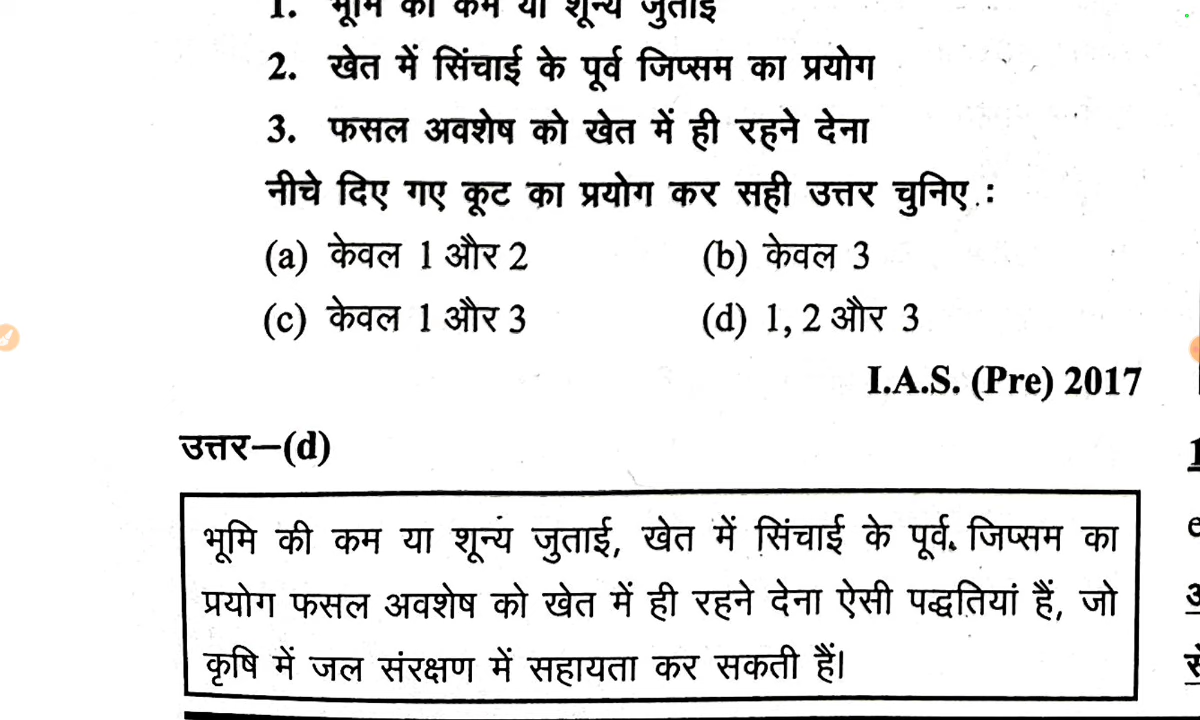 1. भूमि की कम या शून्य जुताई
2. खेत में सिंचाई के पूर्व जिप्सम का प्रयोग
3. फसल अवशेष को खेत में ही रहने देना
नीचे दिए गए कूट का प्रयोग कर सही उत्तर चुनिए :
(a) केवल 1 और 2 (b) केवल 3
(c) केवल 1 और 3 (d) 1, 2 और 3
I.A.S. (Pre) 2017
उत्तर–(d)
भूमि की कम या शून्य जुताई, खेत में सिंचाई के पूर्व जिप्सम का
प्रयोग फसल अवशेष को खेत में ही रहने देना ऐसी पद्धतियां हैं, जो
कृषि में जल संरक्षण में सहायता कर सकती हैं।